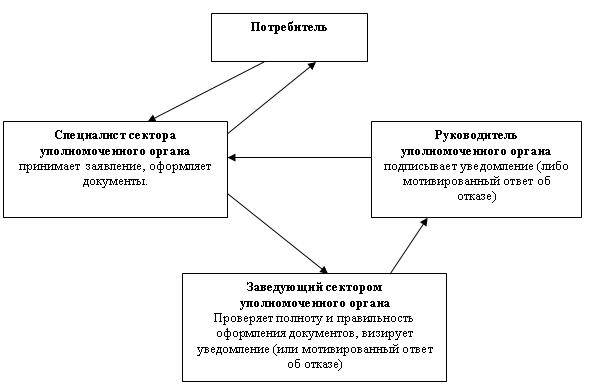 Потребитель
Специалист сектора
уполномоченного органа
принимает заявление, оформляет
документы.
Руководитель
уполномоченного органа
подписывает уведомление (либо
мотивированный ответ об
отказе)
Заведующий сектором
уполномоченного органа
Проверяет полноту и правильность
оформления документов, визирует
уведомление (или мотивированный ответ
об отказе)